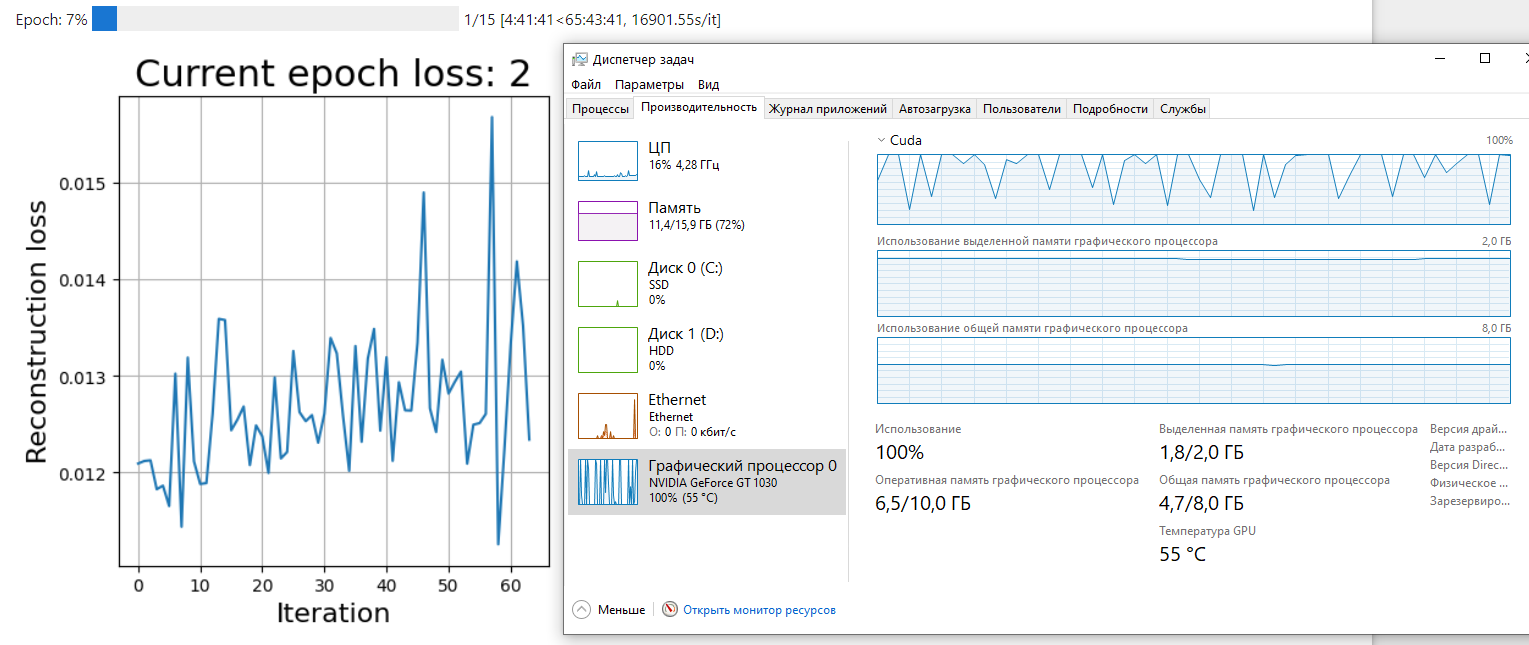 Epoch: 7% 1/15 [4:41:41<65:43:41, 16901.55s/it]
Current epoch loss: 2
Reconstruction loss
0.015
0.014
0.013
0.012
0 10 20 30 40 50 60
Iteration
Диспетчер задач
Файл Параметры Вид
Процессы Производительность Журнал приложений Автозагрузка Пользователи Подробности Службы
ЦП
16% 4,28 ГГц
Память
11,4/15,9 ГБ (72%)
Диск 0 (C:)
SSD
0%
Диск 1 (D:)
HDD
0%
Ethernet
Ethernet
О: 0 П: 0 кбит/с
Графический процессор 0
NVIDIA GeForce GT 1030
100% (55 °C)
Cuda 100%
Использование выделенной памяти графического процессора 2,0 ГБ
Использование общей памяти графического процессора 8,0 ГБ
Использование
100%
Оперативная память графического процессора
6,5/10,0 ГБ
Выделенная память графического процессора
1,8/2,0 ГБ
Общая память графического процессора
4,7/8,0 ГБ
Температура GPU
55 °C
Версия драй...
Дата разраб...
Версия Direc...
Физическое ...
Зарезервиро...
Меньше Открыть монитор ресурсов